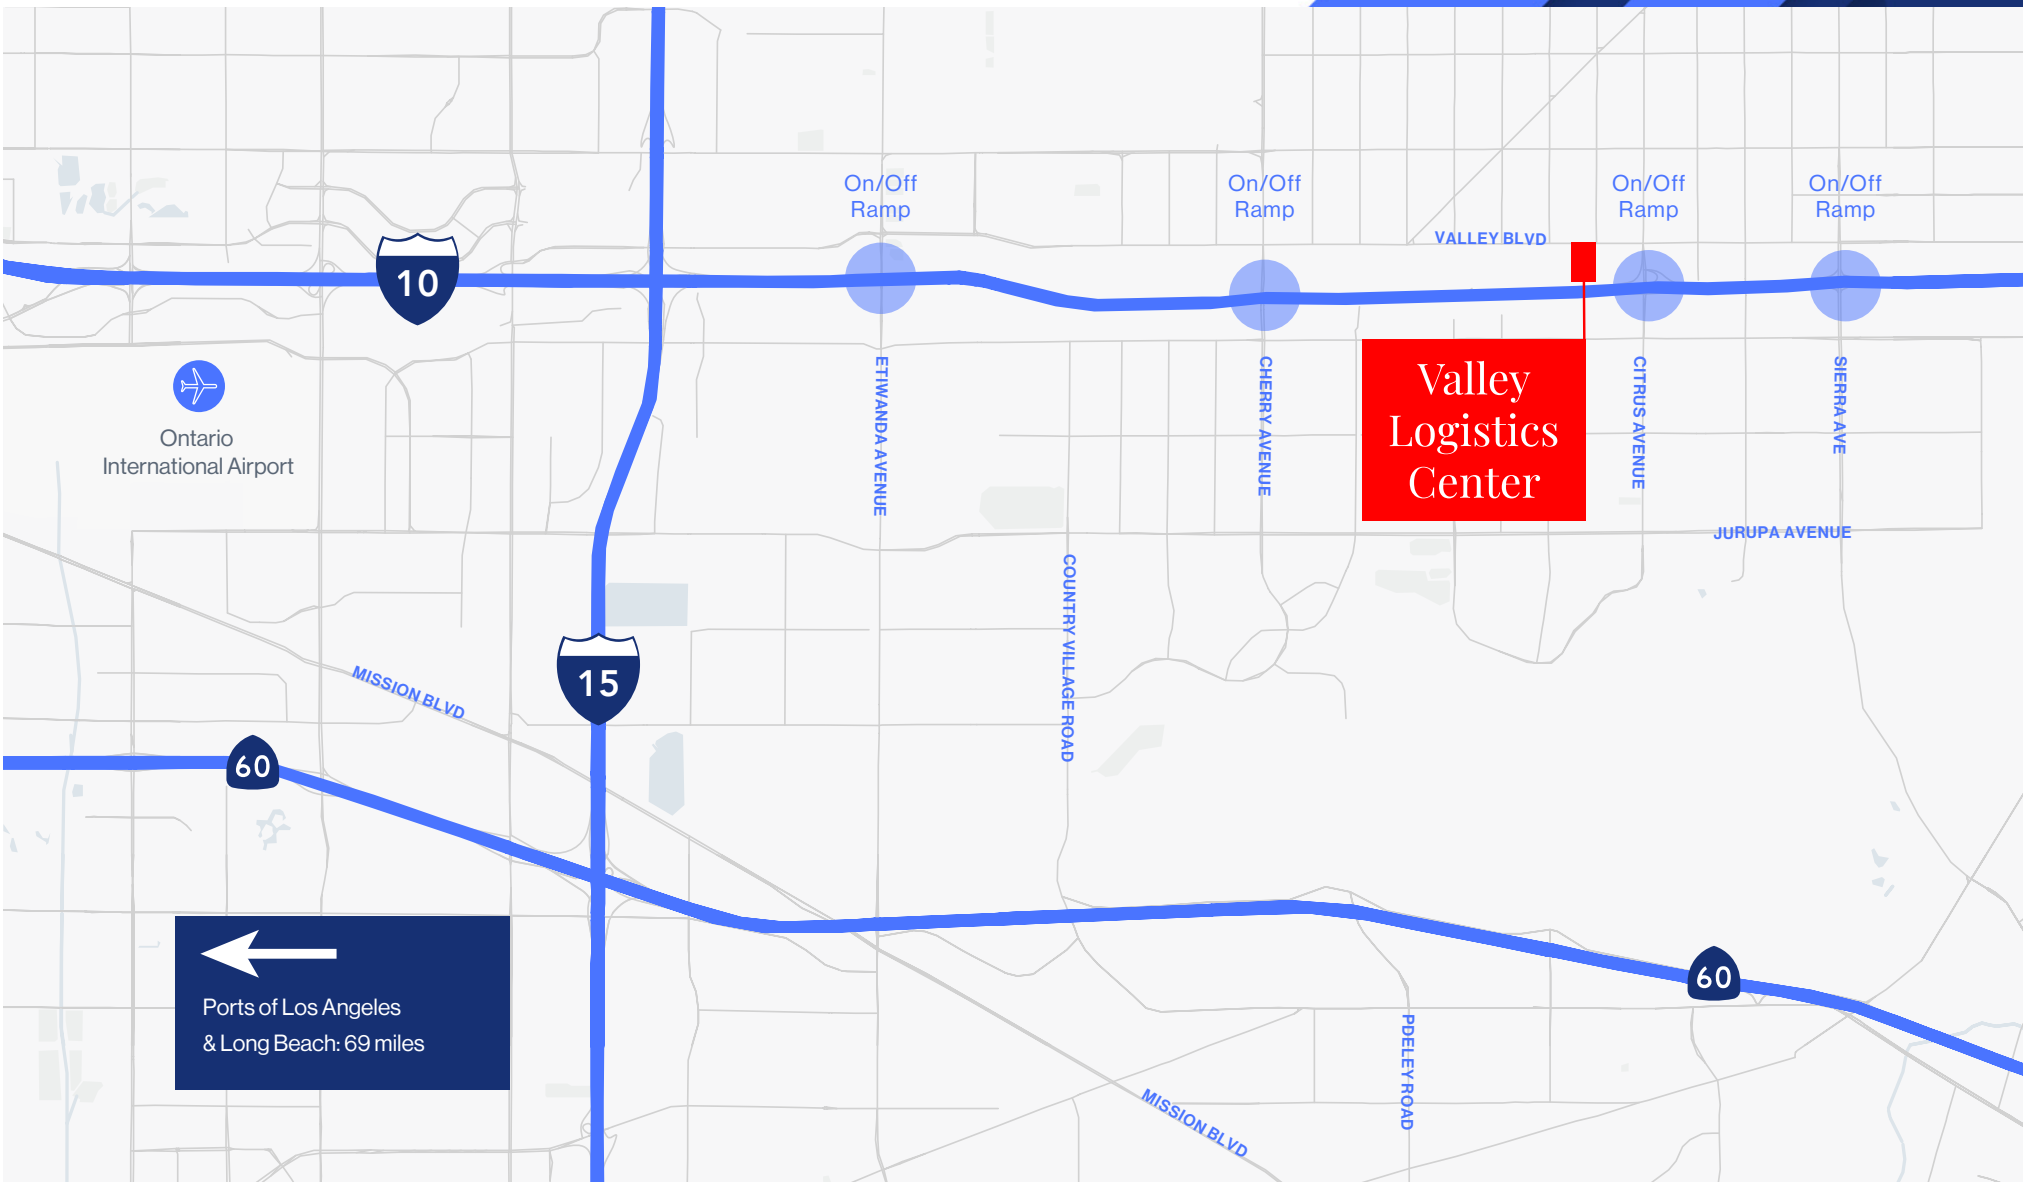 On/Off
Ramp
On/Off
Ramp
On/Off
Ramp
On/Off
Ramp
VALLEY BLVD
10
Ontario
International Airport
ETIWANDA AVENUE
CHERRY AVENUE
Valley
Logistics
Center
CITRUS AVENUE
SIERRA AVE
JURUPA AVENUE
COUNTRY VILLAGE ROAD
15
MISSION BLVD
60
Ports of Los Angeles
& Long Beach: 69 miles
60
PDELEY ROAD
MISSION BLVD